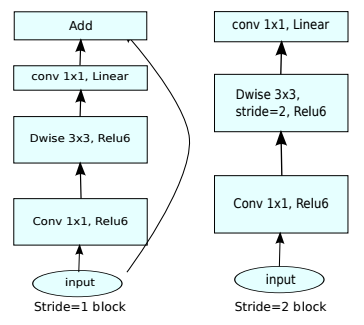 Add
conv 1x1, Linear
Dwise 3x3, Relu6
Conv 1x1, Relu6
input
Stride=1 block
conv 1x1, Linear
Dwise 3x3,
stride=2, Relu6
Conv 1x1, Relu6
input
Stride=2 block